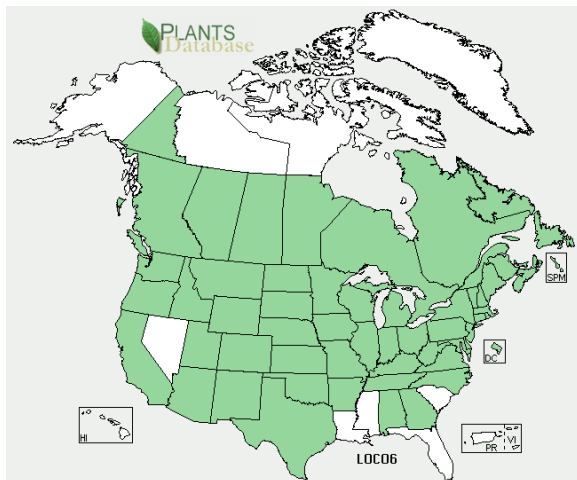 PLANTS
Database
SPM
DC
HI
PR
VI
LOCO6